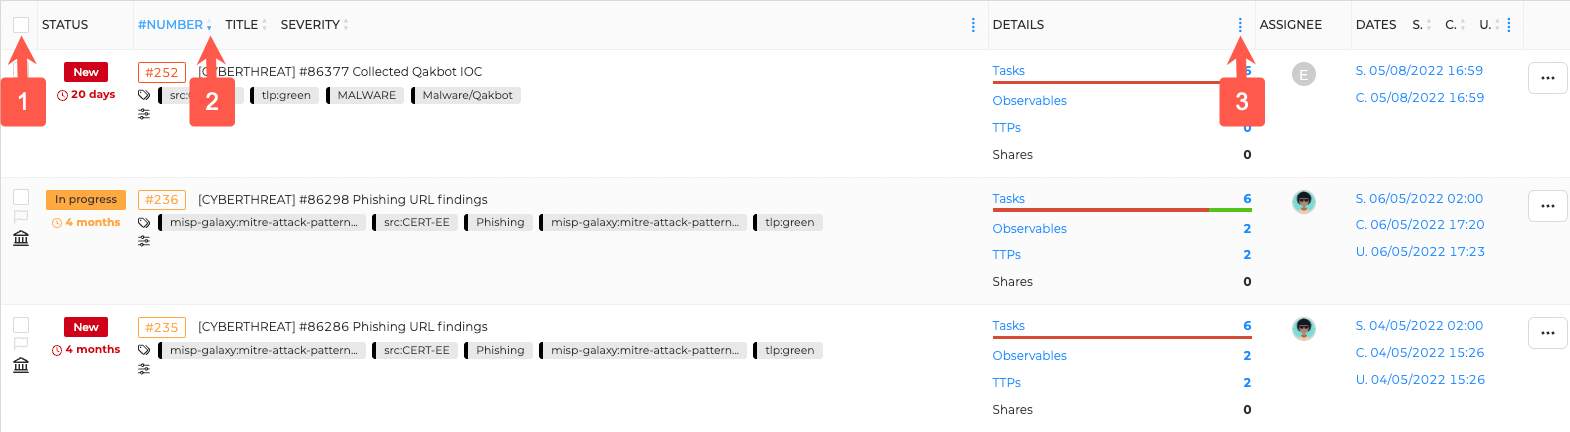 STATUS #NUMBER TITLE SEVERITY DETAILS ASSIGNEE DATES S. C. U.
New #252 [CYBERTHREAT] #86377 Collected Qakbot IOC Tasks E S. 05/08/2022 16:59
1 20 days src: tlp:green MALWARE Malware/Qakbot Observables C. 05/08/2022 16:59
2
3
TTPs 0
Shares 0
In progress #236 [CYBERTHREAT] #86298 Phishing URL findings Tasks 6 S. 06/05/2022 02:00
4 months misp-galaxy:mitre-attack-pattern... src:CERT-EE Phishing misp-galaxy:mitre-attack-pattern... tlp:green Observables 2 C. 06/05/2022 17:20
TTPs 2 U. 06/05/2022 17:23
Shares 0
New #235 [CYBERTHREAT] #86286 Phishing URL findings Tasks 6 S. 04/05/2022 02:00
4 months misp-galaxy:mitre-attack-pattern... src:CERT-EE Phishing misp-galaxy:mitre-attack-pattern... tlp:green Observables 2 C. 04/05/2022 15:26
TTPs 2 U. 04/05/2022 15:26
Shares 0